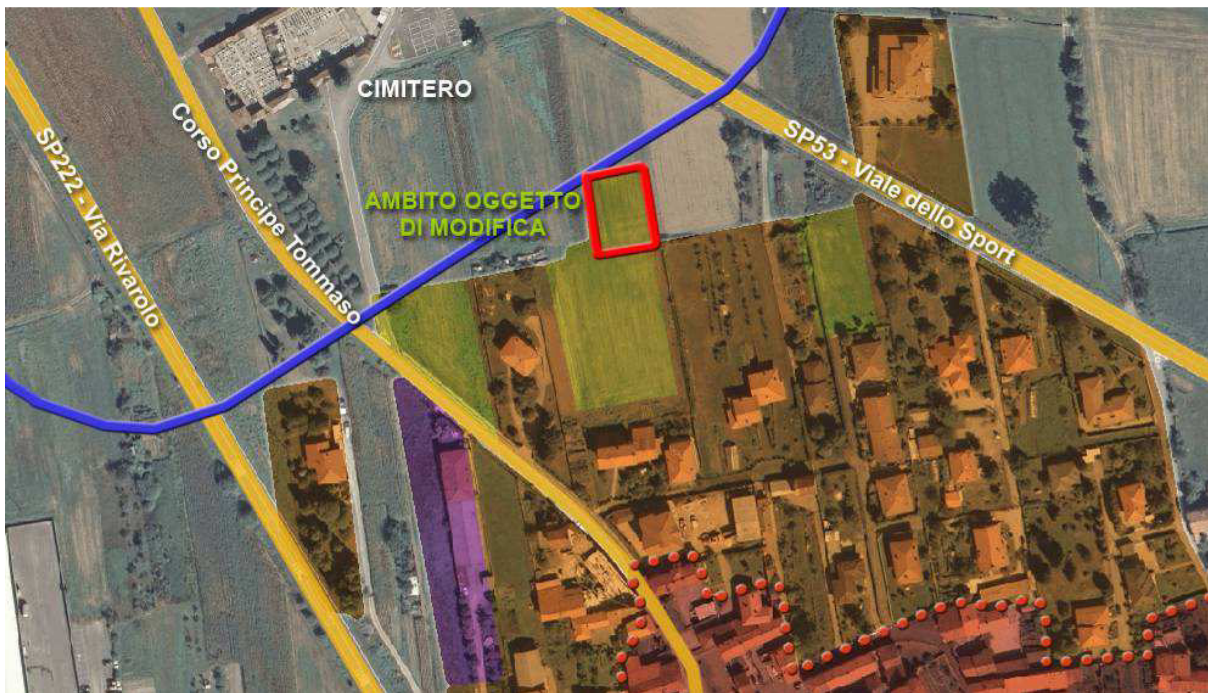 CIMITERO
SP222 - Via Rivarolo
Corso Principe Tommaso
AMBITO OGGETTO
DI MODIFICA
SP53 - Viale dello Sport